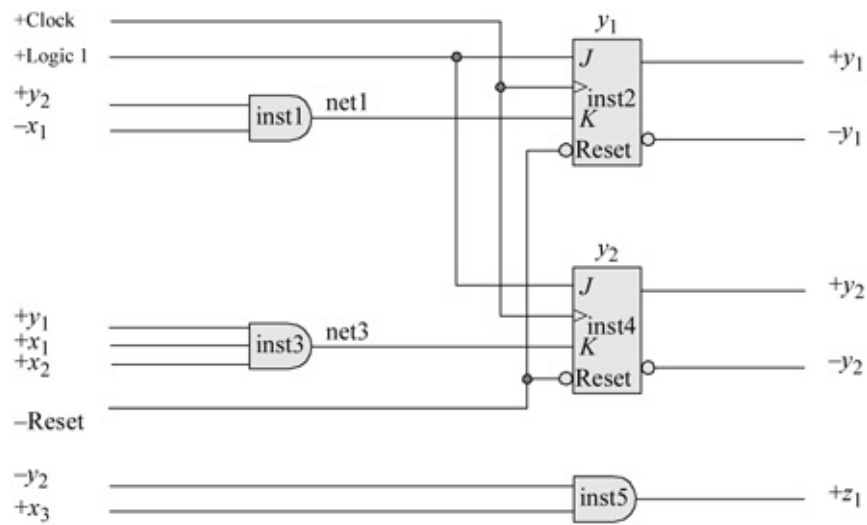 +Clock
y₁
+Logic 1
J
+y₁
+y₂
net1
inst1
inst2
−x₁
K
−y₁
Reset
y₂
J
+y₂
+y₁
net3
inst4
+x₁
inst3
K
+x₂
−y₂
Reset
−Reset
−y₂
inst5
+z₁
+x₃